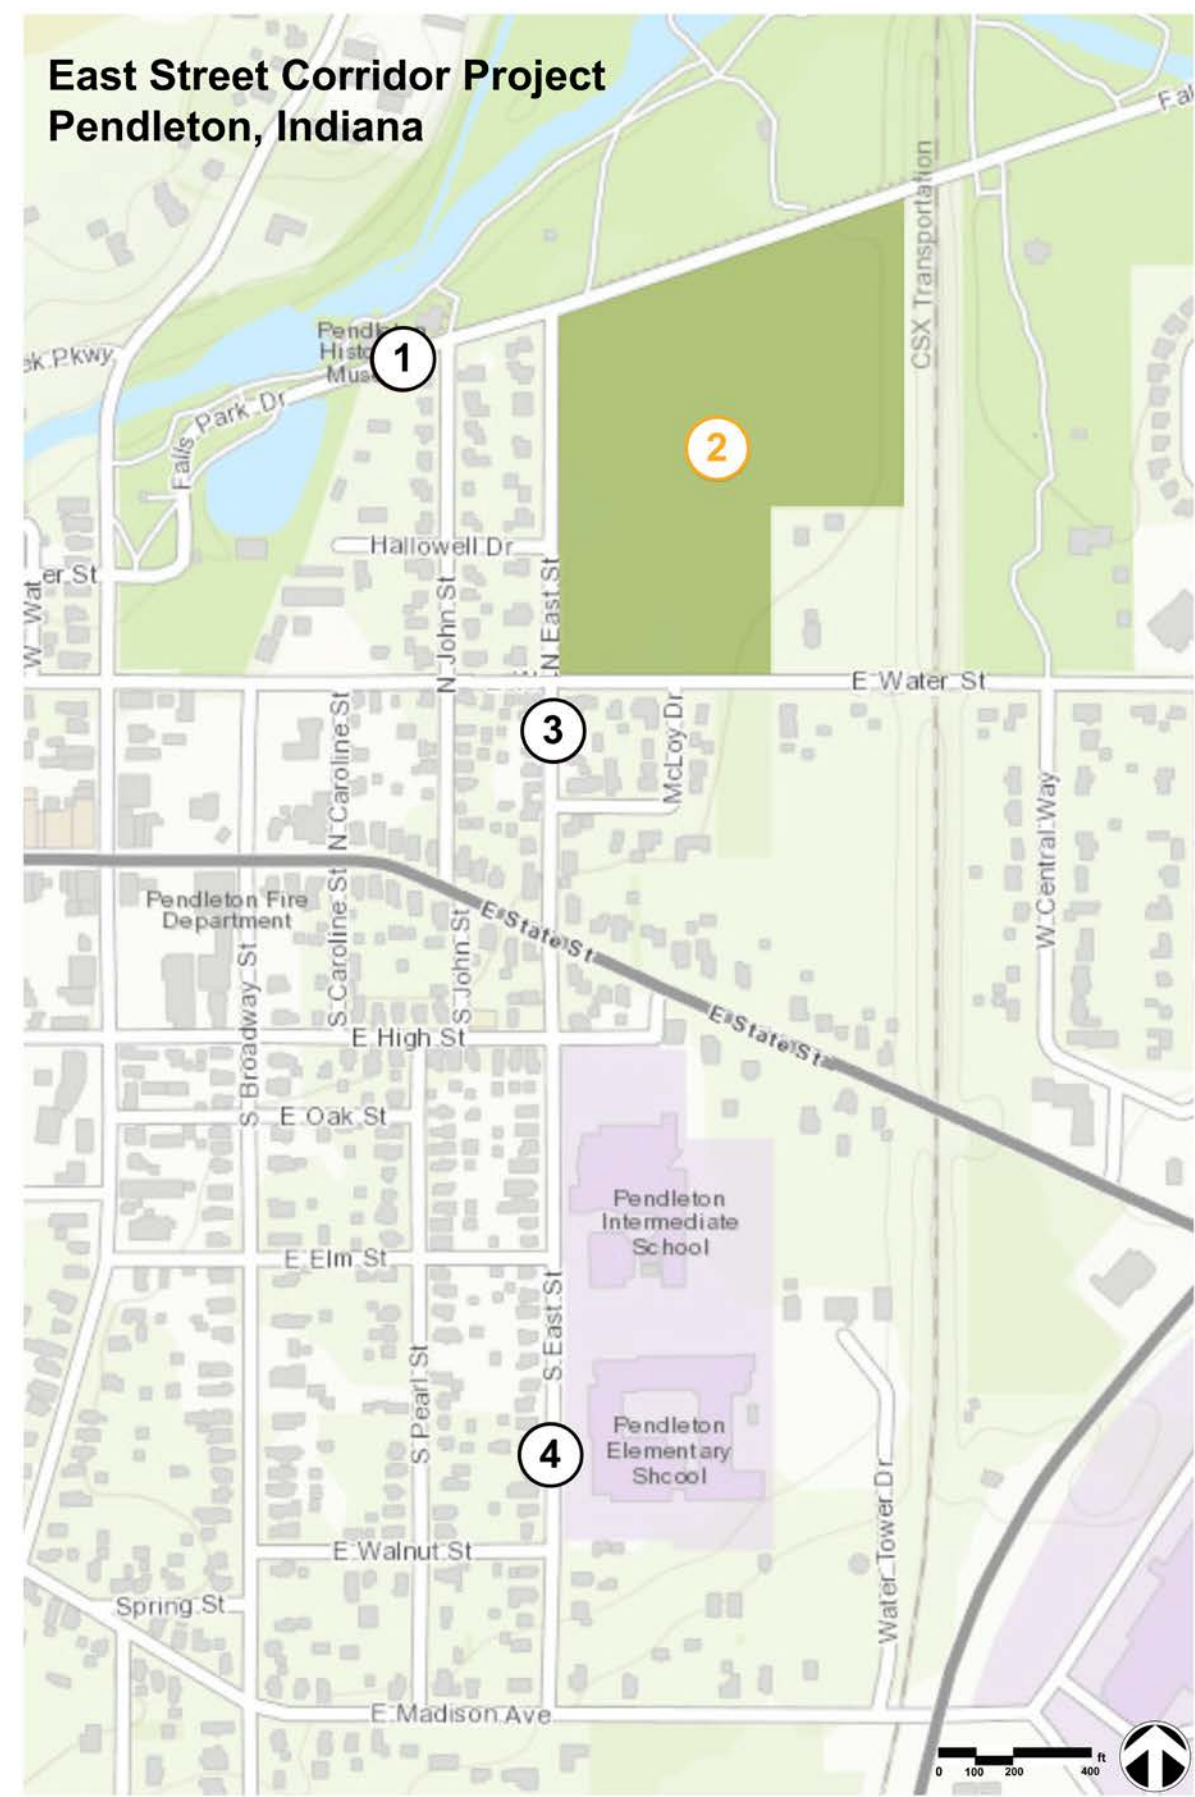 East Street Corridor Project
Pendleton, Indiana
Fal
CSX Transportation
ek Pkwy
Falls Park Dr
1
2
Hallowell Dr
er St
W Wat
N John St
N East St
E Water St
3
McLoy Dr
N Caroline St
W Central Way
Pendleton Fire
Department
S Caroline St
S John St
E State St
E State St
E High St
S Broadway St
E Oak St
Pendleton
Intermediate
School
E Elm St
S East St
S Pearl St
4
Pendleton
Elementary
Shcool
Water Tower Dr
E Walnut St
Spring St
E Madison Ave
ft
0 100 200 400